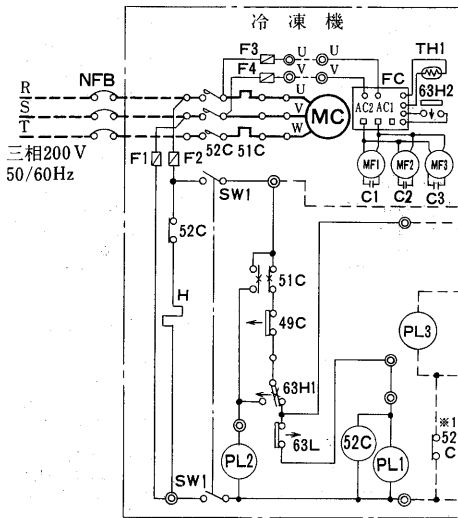 冷凍機
F3 U U TH1
F4 V V FC 63H2
R NFB U
S V MC AC2 AC1
T W
三相200V F1 F2 52C 51C MF1 MF2 MF3
50/60Hz SW1 C1 C2 C3
52C
51C
H 49C PL3
63H1
※1
PL2 63L 52C PL1 52
C
SW1